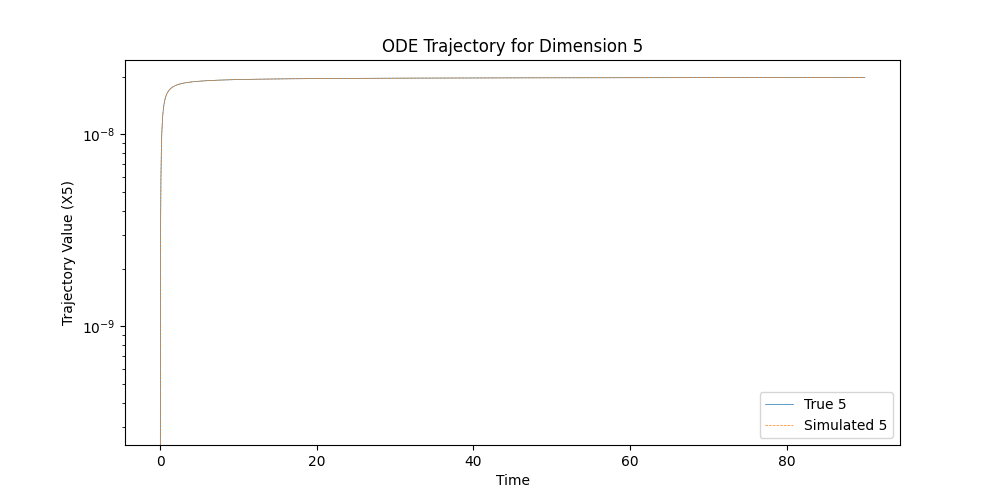 ODE Trajectory for Dimension 5
Trajectory Value (X5)
10⁻⁸
10⁻⁹
0
20
40
60
80
Time
True 5
Simulated 5